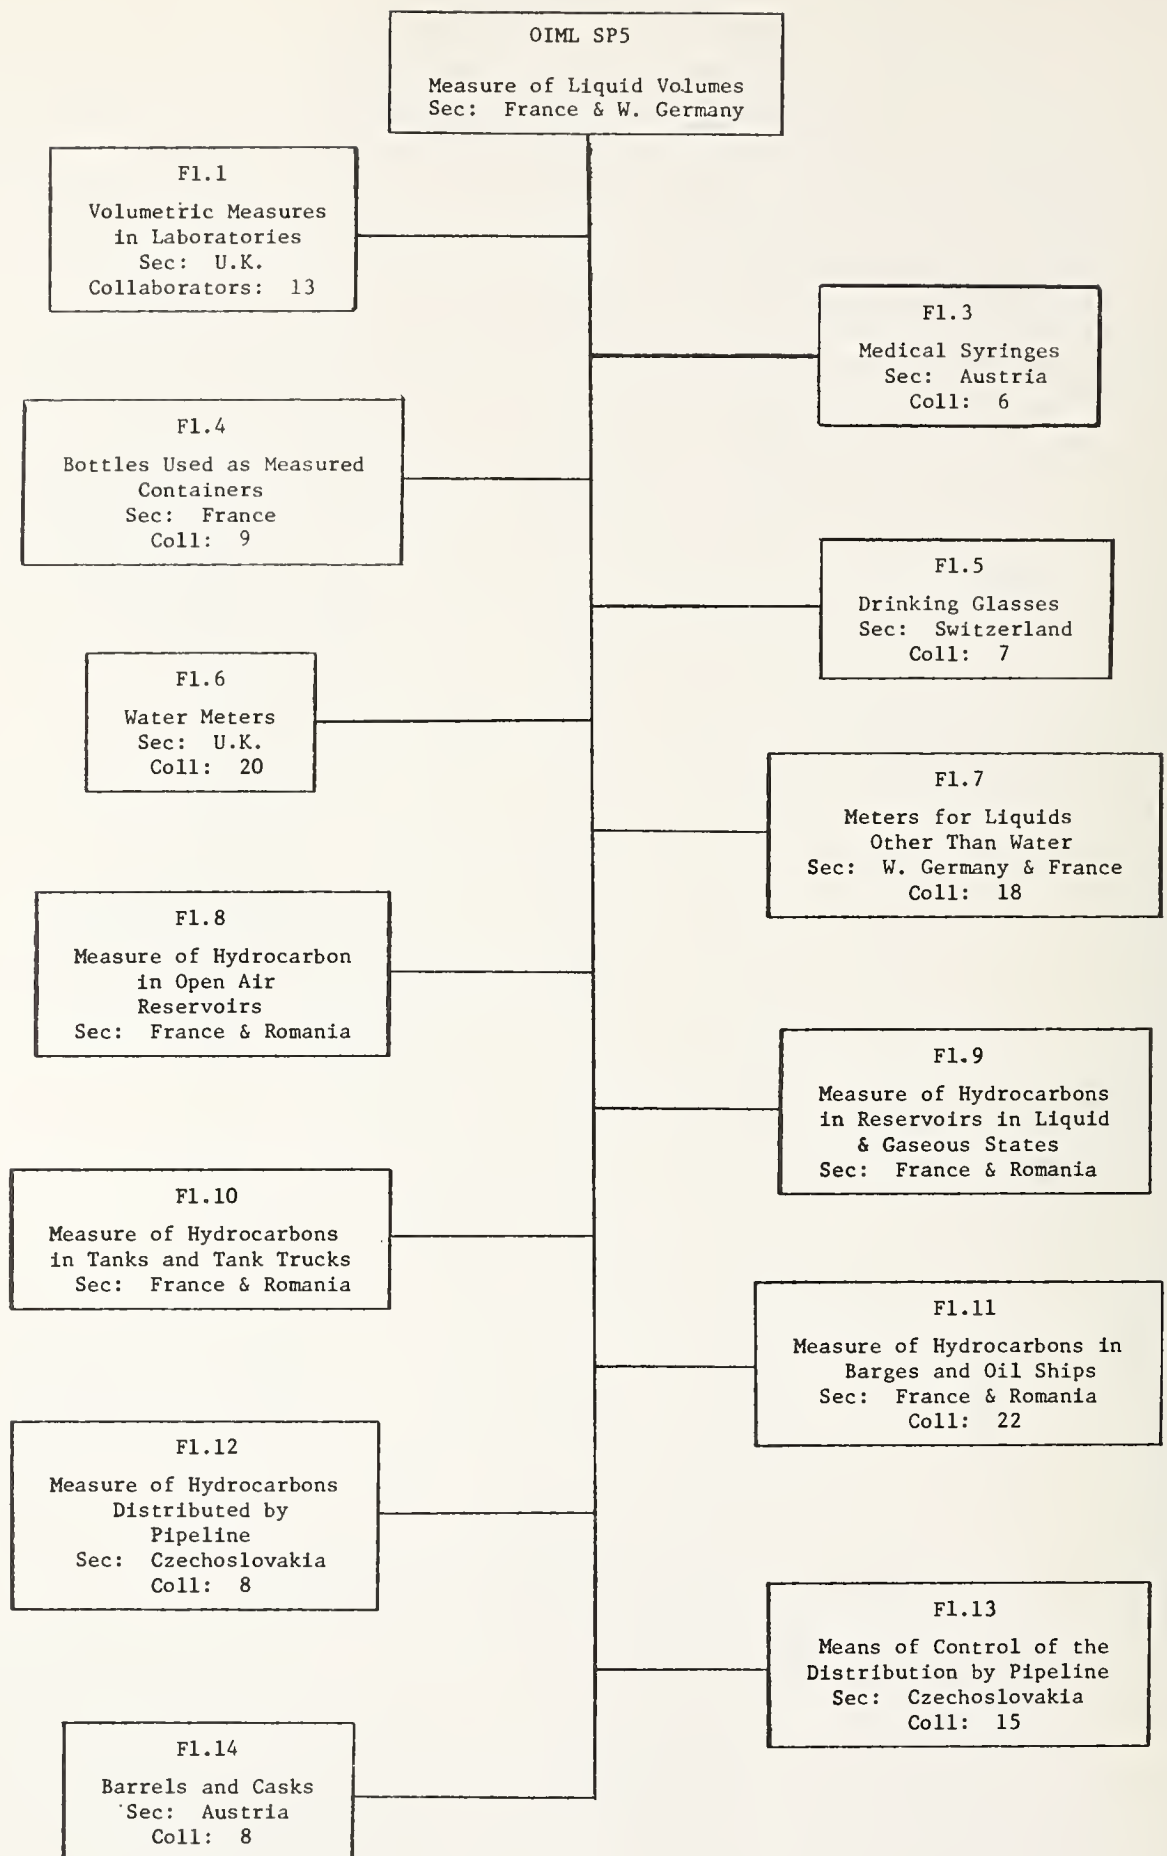 OIML SP5
Measure of Liquid Volumes
Sec: France & W. Germany
F1.1
Volumetric Measures
in Laboratories
Sec: U.K.
Collaborators: 13
F1.3
Medical Syringes
Sec: Austria
Coll: 6
F1.4
Bottles Used as Measured
Containers
Sec: France
Coll: 9
F1.5
Drinking Glasses
Sec: Switzerland
Coll: 7
F1.6
Water Meters
Sec: U.K.
Coll: 20
F1.7
Meters for Liquids
Other Than Water
Sec: W. Germany & France
Coll: 18
F1.8
Measure of Hydrocarbon
in Open Air
Reservoirs
Sec: France & Romania
F1.9
Measure of Hydrocarbons
in Reservoirs in Liquid
& Gaseous States
Sec: France & Romania
F1.10
Measure of Hydrocarbons
in Tanks and Tank Trucks
Sec: France & Romania
F1.11
Measure of Hydrocarbons in
Barges and Oil Ships
Sec: France & Romania
Coll: 22
F1.12
Measure of Hydrocarbons
Distributed by
Pipeline
Sec: Czechoslovakia
Coll: 8
F1.13
Means of Control of the
Distribution by Pipeline
Sec: Czechoslovakia
Coll: 15
F1.14
Barrels and Casks
Sec: Austria
Coll: 8